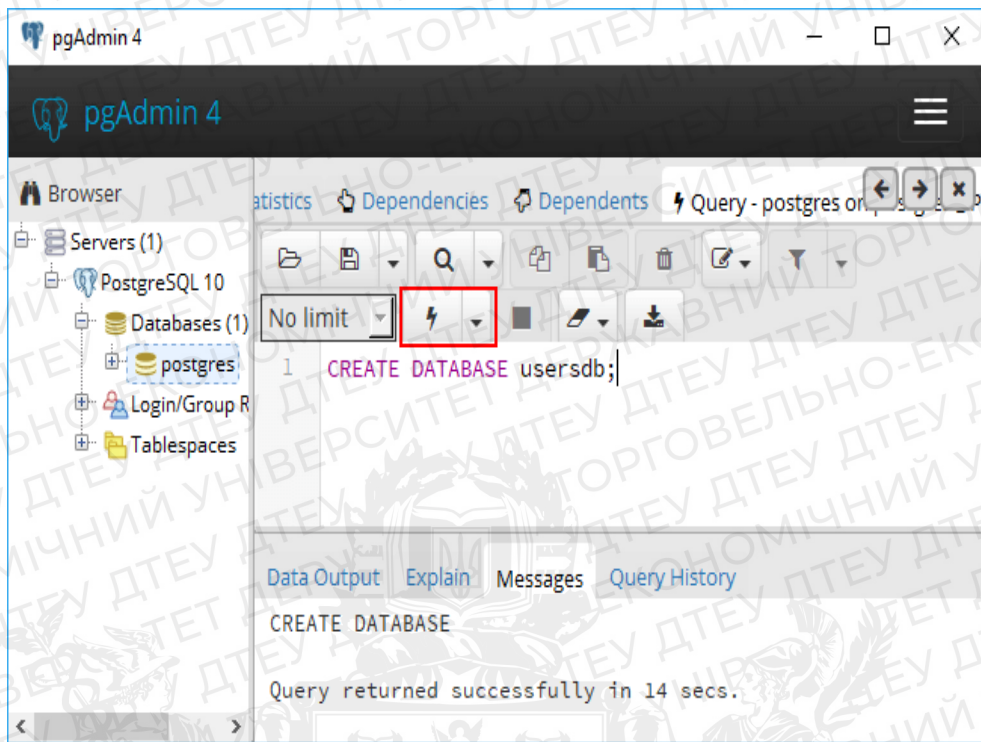 pgAdmin 4
pgAdmin 4
Browser
Servers (1)
PostgreSQL 10
Databases (1)
postgres
Login/Group R
Tablespaces
atistics Dependencies Dependents Query - postgres on
No limit
1 CREATE DATABASE usersdb;
Data Output Explain Messages Query History
CREATE DATABASE
Query returned successfully in 14 secs.